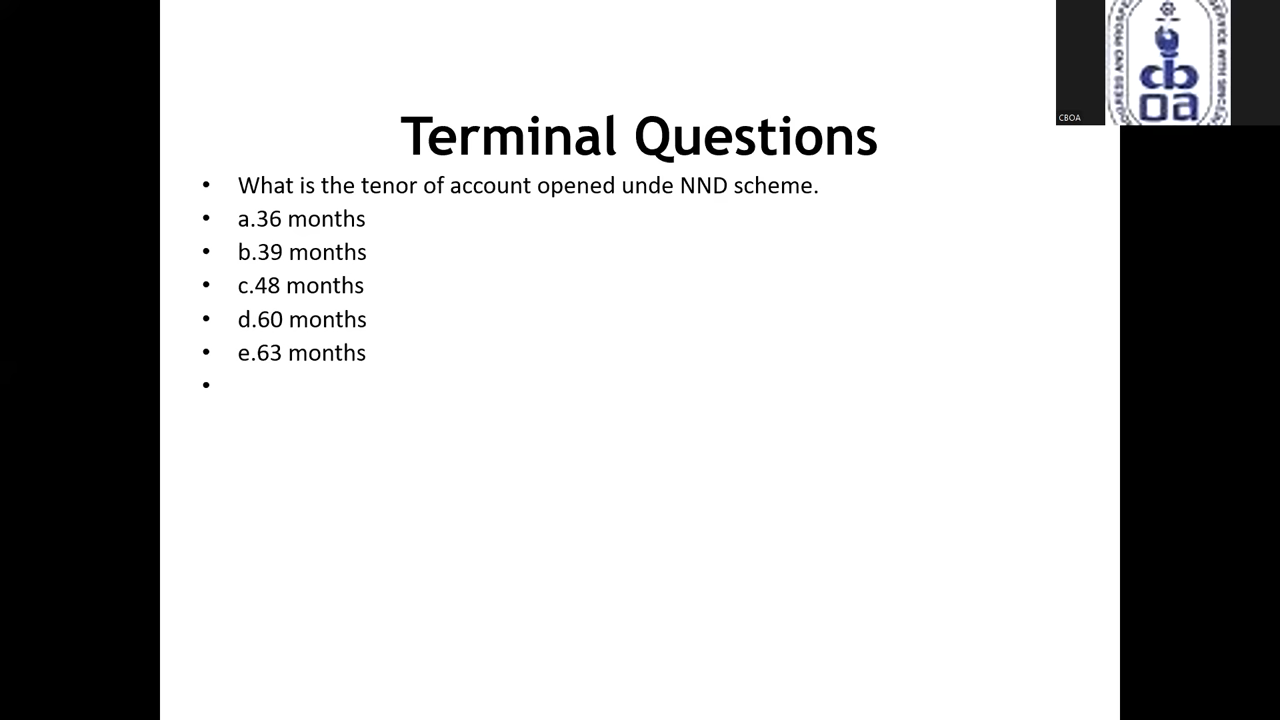 Terminal Questions
• What is the tenor of account opened unde NND scheme.
• a.36 months
• b.39 months
• c.48 months
• d.60 months
• e.63 months
•
cb
oa
CBOA